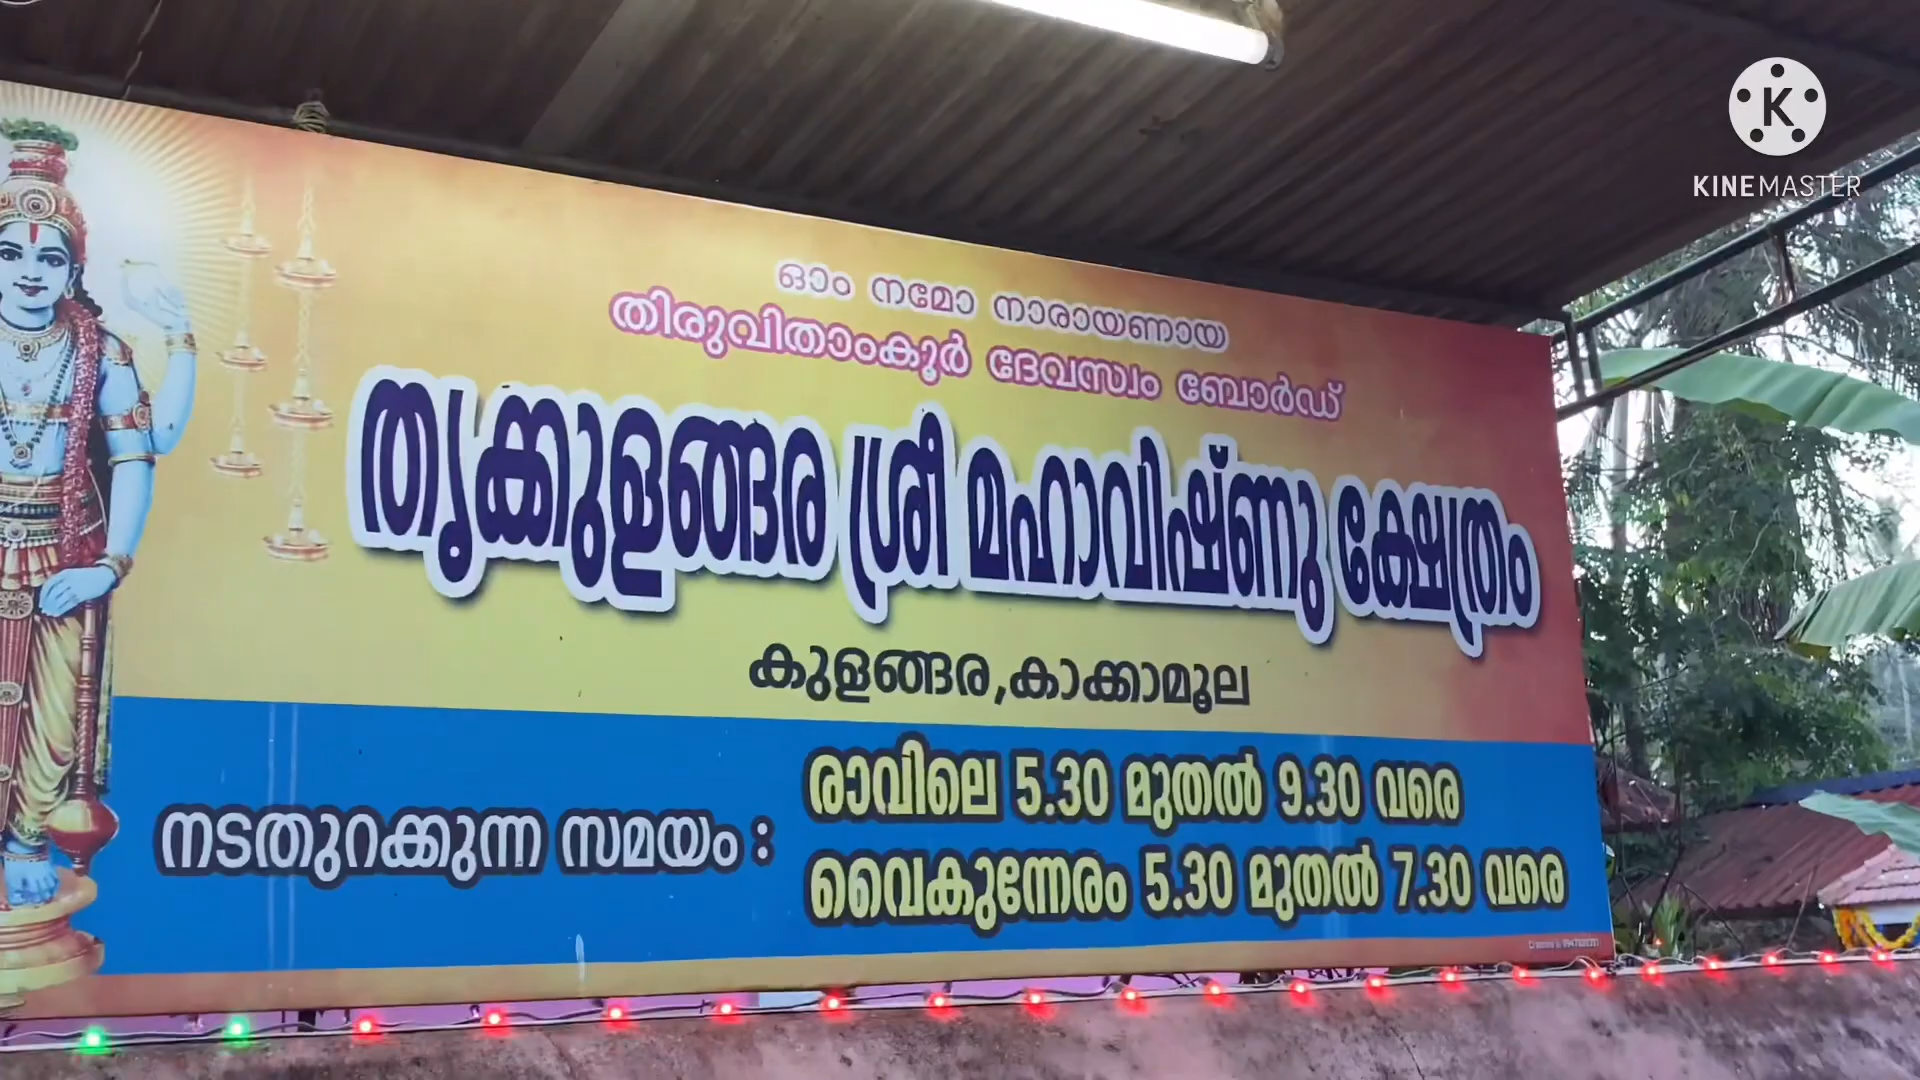 K
KINEMASTER
ഓം നമോ നാരായണായ
തിരുവിതാംകൂർ ദേവസ്വം ബോർഡ്
തൃക്കുളങ്ങര ശ്രീ മഹാവിഷ്ണു ക്ഷേത്രം
കുളങ്ങര,കാക്കാമൂല
നടതുറക്കുന്ന സമയം :
രാവിലെ 5.30 മുതൽ 9.30 വരെ
വൈകുന്നേരം 5.30 മുതൽ 7.30 വരെ